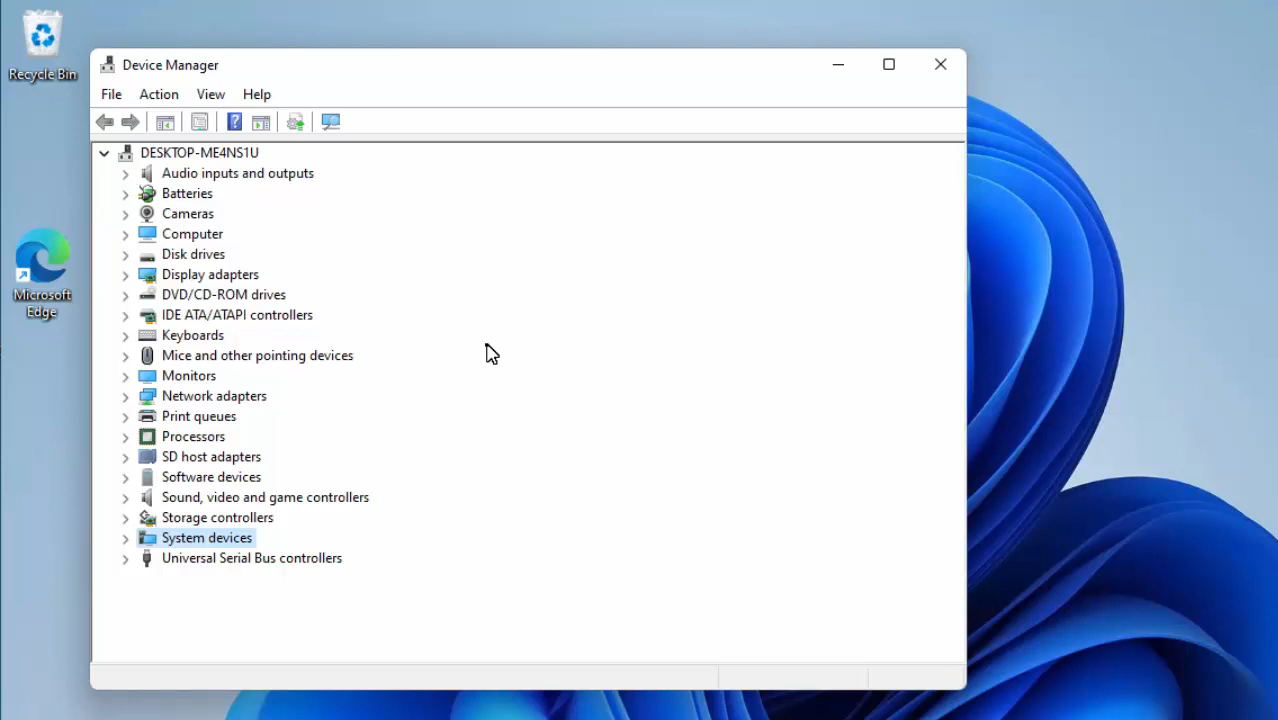 Recycle Bin
Device Manager
File Action View Help
DESKTOP-ME4NS1U
Audio inputs and outputs
Batteries
Cameras
Computer
Disk drives
Display adapters
DVD/CD-ROM drives
IDE ATA/ATAPI controllers
Keyboards
Mice and other pointing devices
Monitors
Network adapters
Print queues
Processors
SD host adapters
Software devices
Sound, video and game controllers
Storage controllers
System devices
Universal Serial Bus controllers
Microsoft
Edge